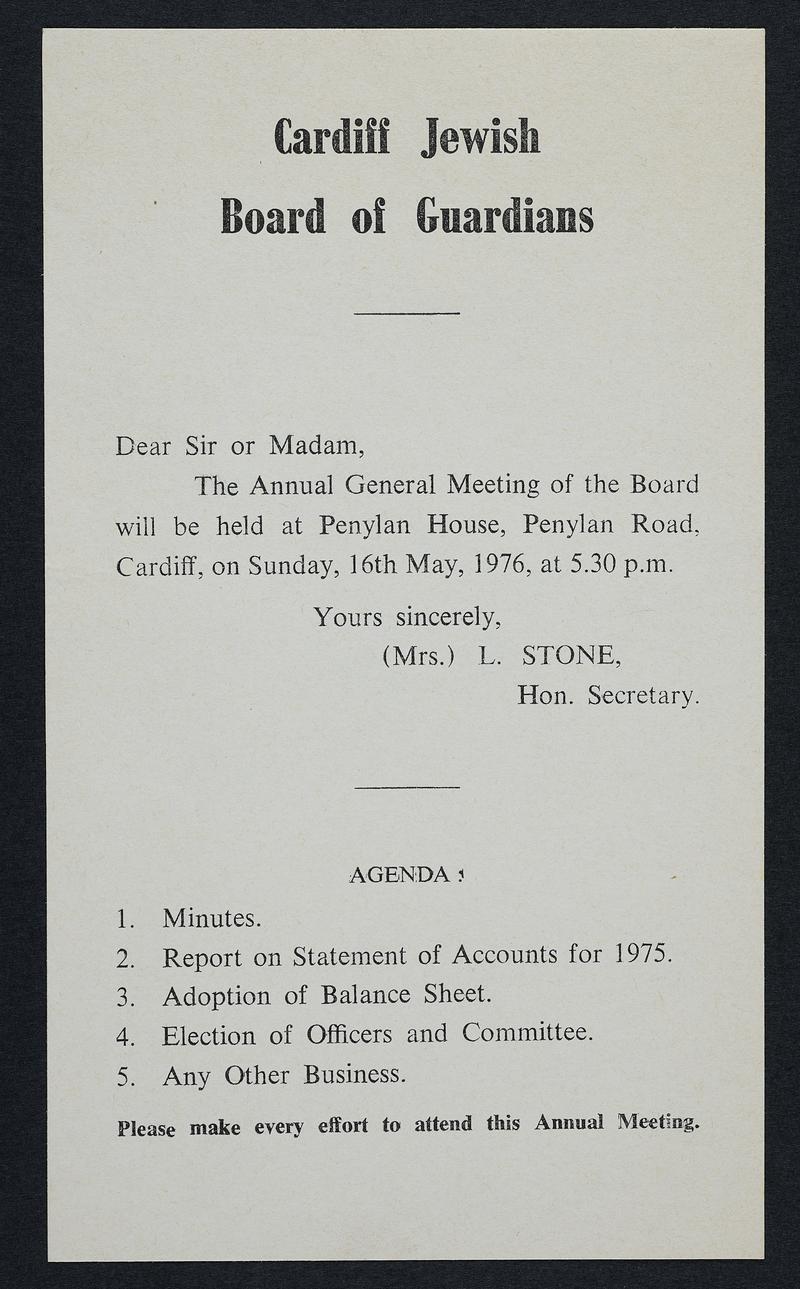 Cardiff Jewish
Board of Guardians
Dear Sir or Madam,
The Annual General Meeting of the Board
will be held at Penylan House, Penylan Road,
Cardiff, on Sunday, 16th May, 1976, at 5.30 p.m.
Yours sincerely,
(Mrs.) L. STONE,
Hon. Secretary.
AGENDA :
1. Minutes.
2. Report on Statement of Accounts for 1975.
3. Adoption of Balance Sheet.
4. Election of Officers and Committee.
5. Any Other Business.
Please make every effort to attend this Annual Meeting.